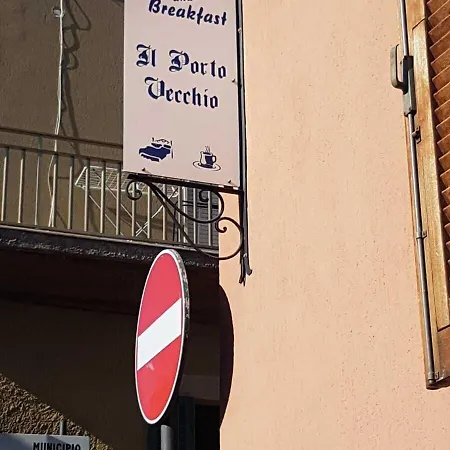 Breakfast
Il Porto
Vecchio
MUNICIPIO